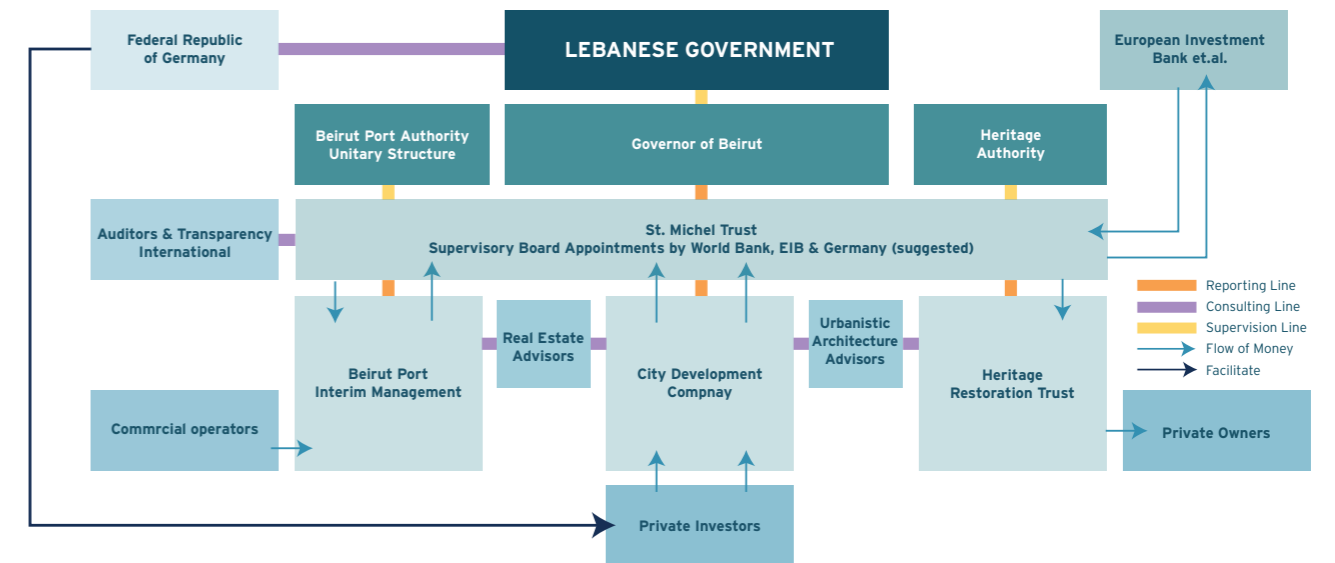 Federal Republic
of Germany
LEBANESE GOVERNMENT
European Investment
Bank et.al.
Beirut Port Authority
Unitary Structure
Governor of Beirut
Heritage
Authority
Auditors & Transparency
International
St. Michel Trust
Supervisory Board Appointments by World Bank, EIB & Germany (suggested)
Reporting Line
Consulting Line
Supervision Line
Flow of Money
Facilitate
Real Estate
Advisors
Urbanistic
Architecture
Advisors
Beirut Port
Interim Management
City Development
Compnay
Heritage
Restoration Trust
Commrcial operators
Private Owners
Private Investors